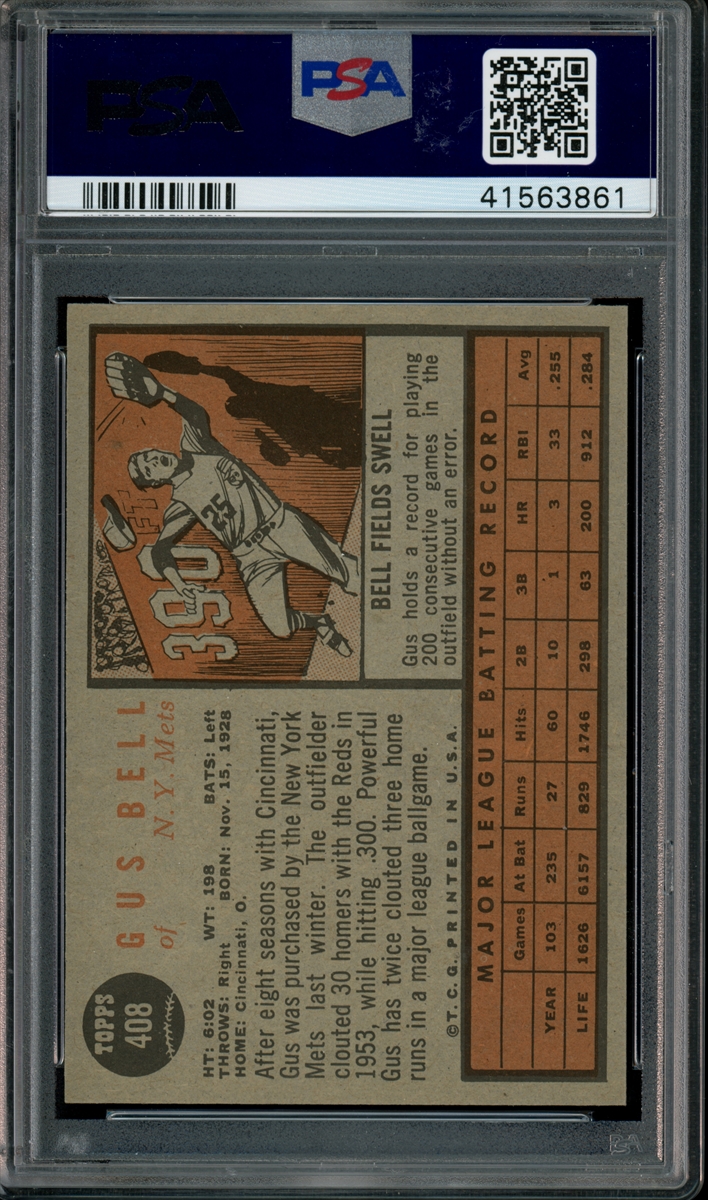 PSA
PSA
41563861
TOPPS
408
GUS BELL
of N. Y. Mets
HT: 6:02 WT: 198 BATS: Left
THROWS: Right BORN: Nov. 15, 1928
HOME: Cincinnati, O.
After eight seasons with Cincinnati,
Gus was purchased by the New York
Mets last winter. The outfielder
clouted 30 homers with the Reds in
1953, while hitting .300. Powerful
Gus has twice clouted three home
runs in a major league ballgame.
©T. C. G. PRINTED IN U.S.A.
390 FT.
25
BELL FIELDS SWELL
Gus holds a record for playing
200 consecutive games in the
outfield without an error.
MAJOR LEAGUE BATTING RECORD
Games At Bat Runs Hits 2B 3B HR RBI Avg
YEAR 103 235 27 60 10 1 3 33 .255
LIFE 1626 6157 829 1746 298 63 200 912 .284